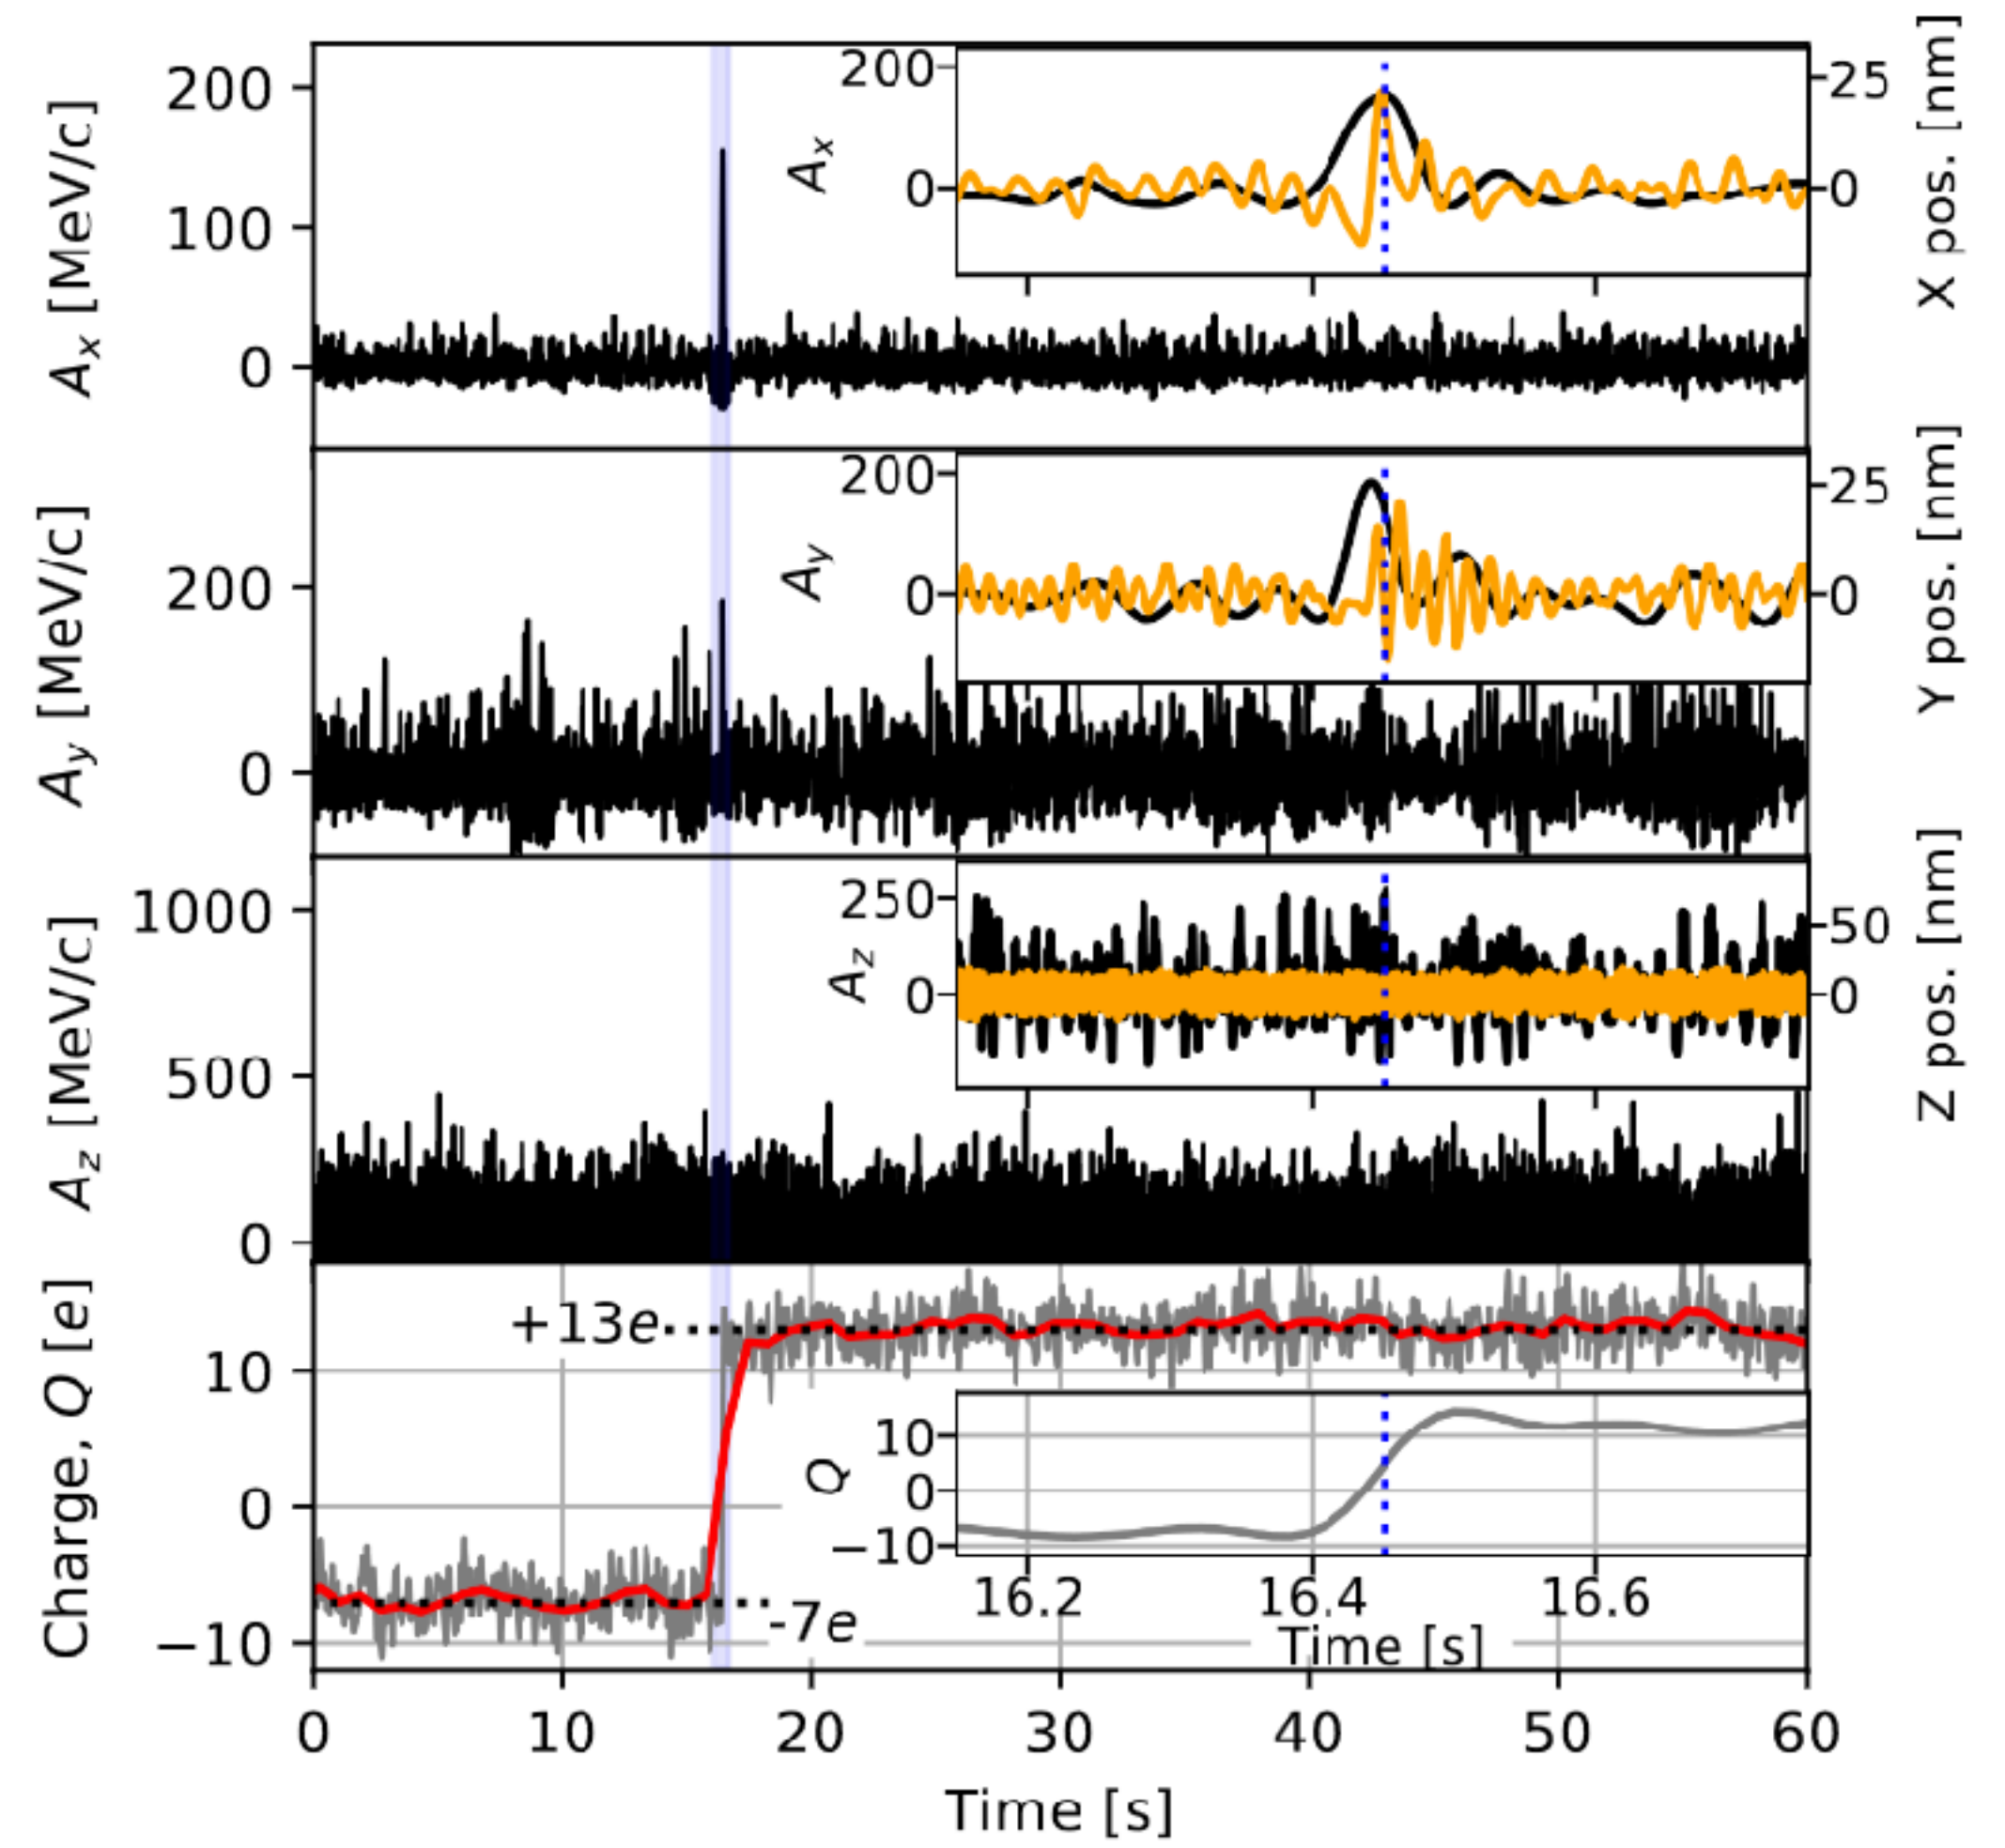 200
100
0
A_x [MeV/c]
200
0
A_x
25
0
X pos. [nm]
200
0
A_y [MeV/c]
200
0
A_y
25
0
Y pos. [nm]
1000
500
0
A_z [MeV/c]
250
0
A_z
50
0
Z pos. [nm]
10
0
−10
Charge, Q [e]
+13e
-7e
10
0
−10
Q
16.2 16.4 16.6
Time [s]
0 10 20 30 40 50 60
Time [s]